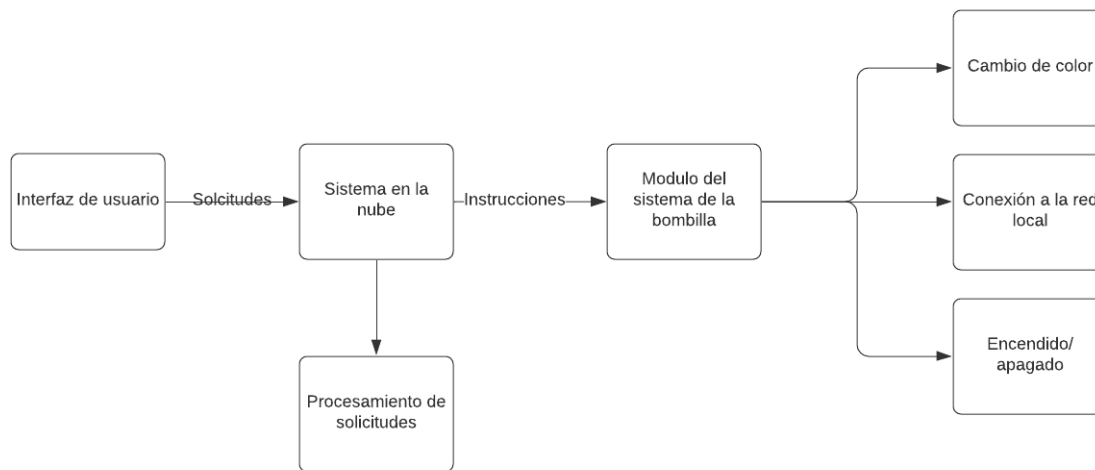 Interfaz de usuario
Solcitudes
Sistema en la
nube
Instrucciones
Modulo del
sistema de la
bombilla
Cambio de color
Conexión a la red
local
Encendido/
apagado
Procesamiento de
solicitudes